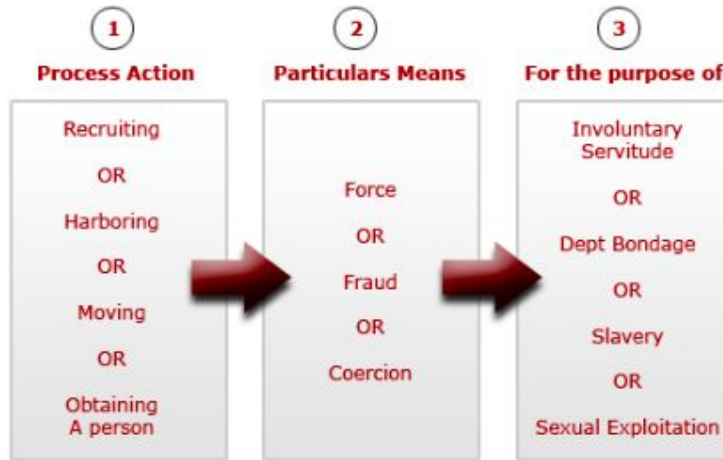 1
Process Action
Recruiting
OR
Harboring
OR
Moving
OR
Obtaining
A person
2
Particulars Means
Force
OR
Fraud
OR
Coercion
3
For the purpose of
Involuntary
Servitude
OR
Dept Bondage
OR
Slavery
OR
Sexual Exploitation